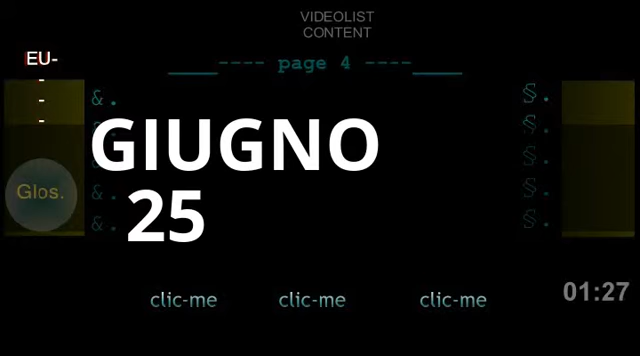 VIDEOLIST
CONTENT
EU-
-
-
-
____---- page 4 ----____
&. §.
§.
GIUGNO
§.
Glos.
&. §.
25
&. §.
clic-me clic-me clic-me
01:27